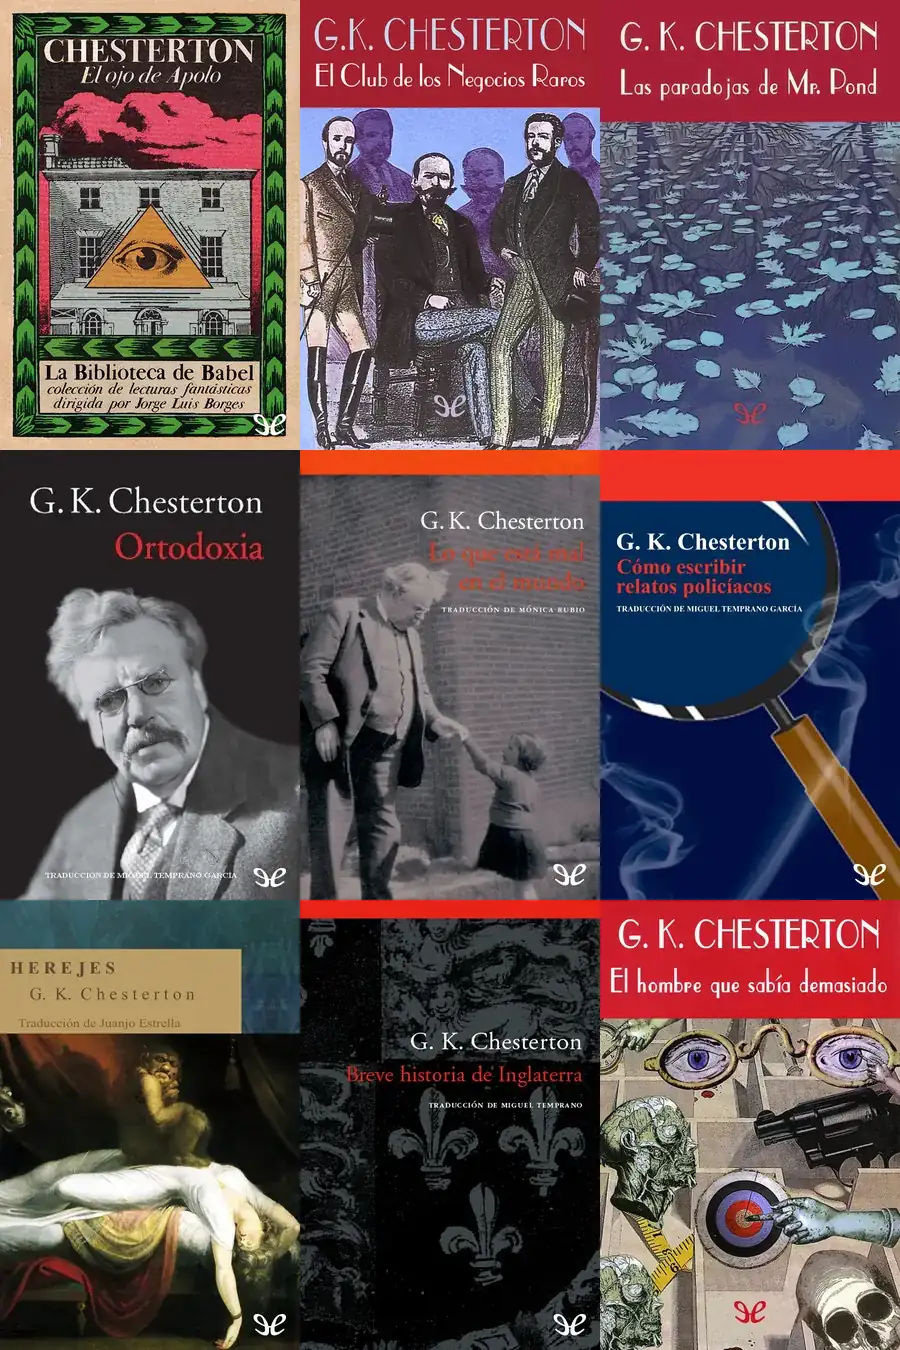 CHESTERTON
El ojo de Apolo
La Biblioteca de Babel
colección de lecturas fantásticas
dirigida por Jorge Luis Borges
G.K. CHESTERTON
El Club de los Negocios Raros
G. K. CHESTERTON
Las paradojas de Mr. Pond
G. K. Chesterton
Ortodoxia
TRADUCCIÓN DE MIGUEL TEMPRANO GARCÍA
G. K. Chesterton
Lo que está mal
en el mundo
TRADUCCIÓN DE MÓNICA RUBIO
G. K. Chesterton
Cómo escribir
relatos policíacos
TRADUCCIÓN DE MIGUEL TEMPRANO GARCÍA
HEREJES
G. K. Chesterton
Traducción de Juanjo Estrella
G. K. Chesterton
Breve historia de Inglaterra
TRADUCCIÓN DE MIGUEL TEMPRANO
G. K. CHESTERTON
El hombre que sabía demasiado